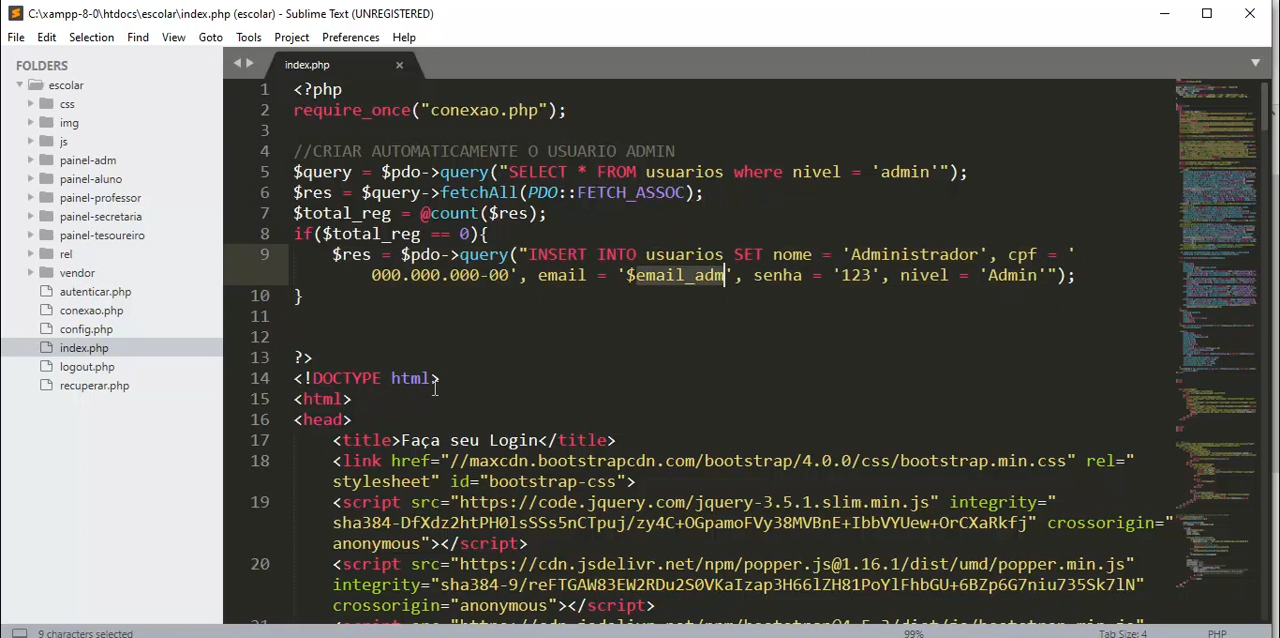 C:\xampp-8-0\htdocs\escolar\index.php (escolar) - Sublime Text (UNREGISTERED)
File Edit Selection Find View Goto Tools Project Preferences Help
FOLDERS
escolar
css
img
js
painel-adm
painel-aluno
painel-professor
painel-secretaria
painel-tesoureiro
rel
vendor
autenticar.php
conexao.php
config.php
index.php
logout.php
recuperar.php
index.php
1 <?php
2 require_once("conexao.php");
3
4 //CRIAR AUTOMATICAMENTE O USUARIO ADMIN
5 $query = $pdo->query("SELECT * FROM usuarios where nivel = 'admin'");
6 $res = $query->fetchAll(PDO::FETCH_ASSOC);
7 $total_reg = @count($res);
8 if($total_reg == 0){
9 $res = $pdo->query("INSERT INTO usuarios SET nome = 'Administrador', cpf = '
000.000.000-00', email = '$email_adm', senha = '123', nivel = 'Admin'");
10 }
11
12
13 ?>
14 <!DOCTYPE html>
15 <html>
16 <head>
17 <title>Faça seu Login</title>
18 <link href="//maxcdn.bootstrapcdn.com/bootstrap/4.0.0/css/bootstrap.min.css" rel="
stylesheet" id="bootstrap-css">
19 <script src="https://code.jquery.com/jquery-3.5.1.slim.min.js" integrity="
sha384-DfXdz2htPH0lsSSs5nCTpuj/zy4C+OGpamoFVy38MVBnE+IbbVYUew+OrCXaRkfj" crossorigin="
anonymous"></script>
20 <script src="https://cdn.jsdelivr.net/npm/popper.js@1.16.1/dist/umd/popper.min.js"
integrity="sha384-9/reFTGAW83EW2RDu2S0VKaIzap3H66lZH81PoYlFhbGU+6BZp6G7niu735Sk7lN"
crossorigin="anonymous"></script>
9 characters selected
99%
Tab Size: 4
PHP